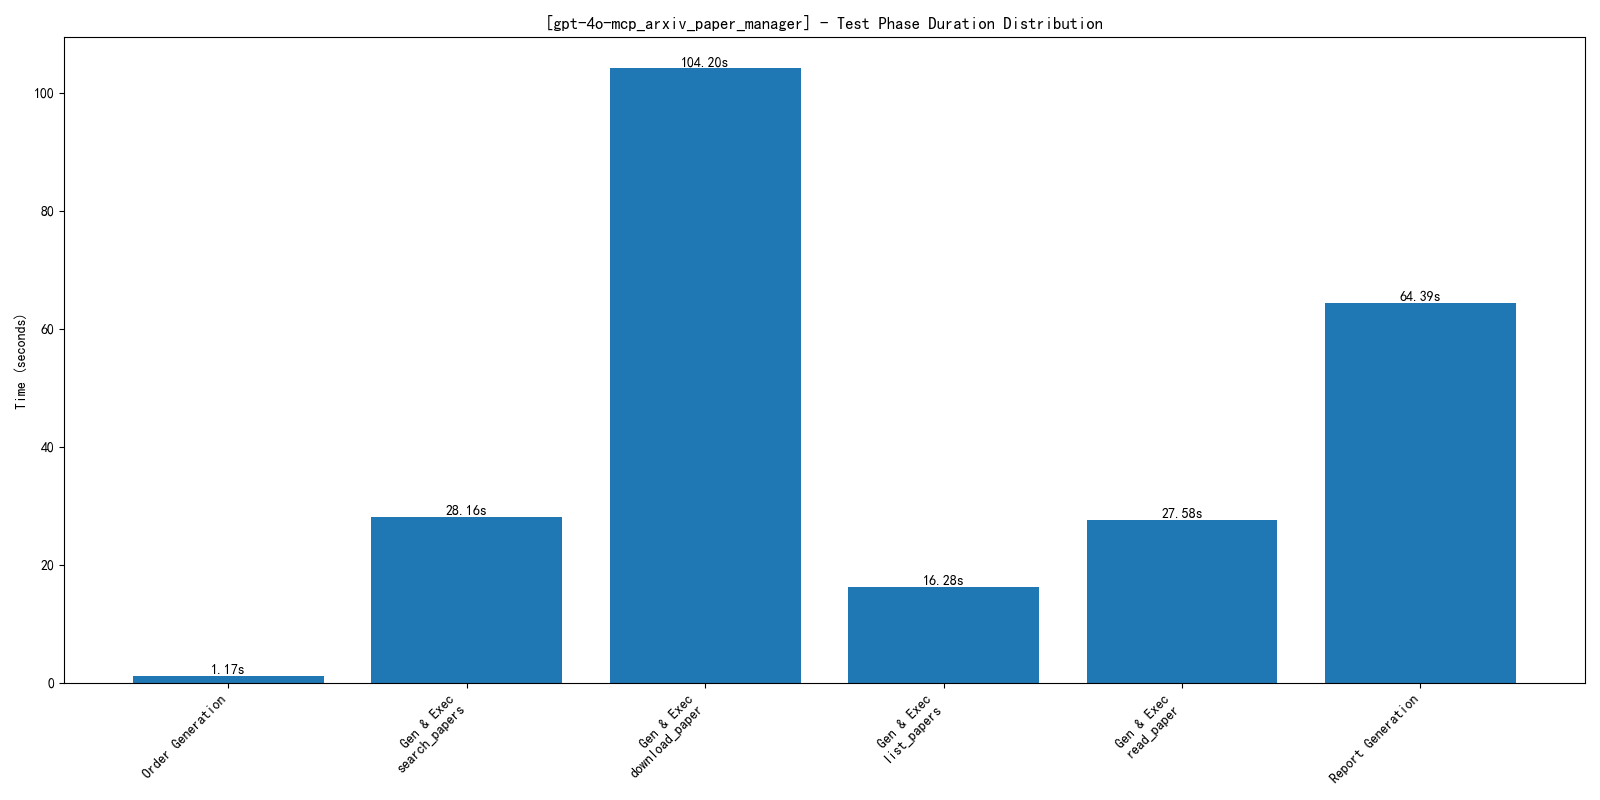 [gpt-4o-mcp_arxiv_paper_manager] - Test Phase Duration Distribution
Time (seconds)
100
80
60
40
20
0
1.17s
28.16s
104.20s
16.28s
27.58s
64.39s
Order Generation
Gen & Exec
search_papers
Gen & Exec
download_paper
Gen & Exec
list_papers
Gen & Exec
read_paper
Report Generation